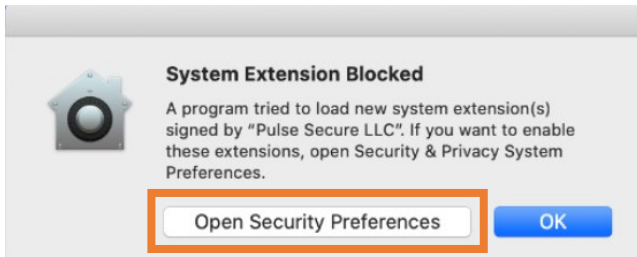 System Extension Blocked
A program tried to load new system extension(s)
signed by “Pulse Secure LLC”. If you want to enable
these extensions, open Security & Privacy System
Preferences.
Open Security Preferences
OK